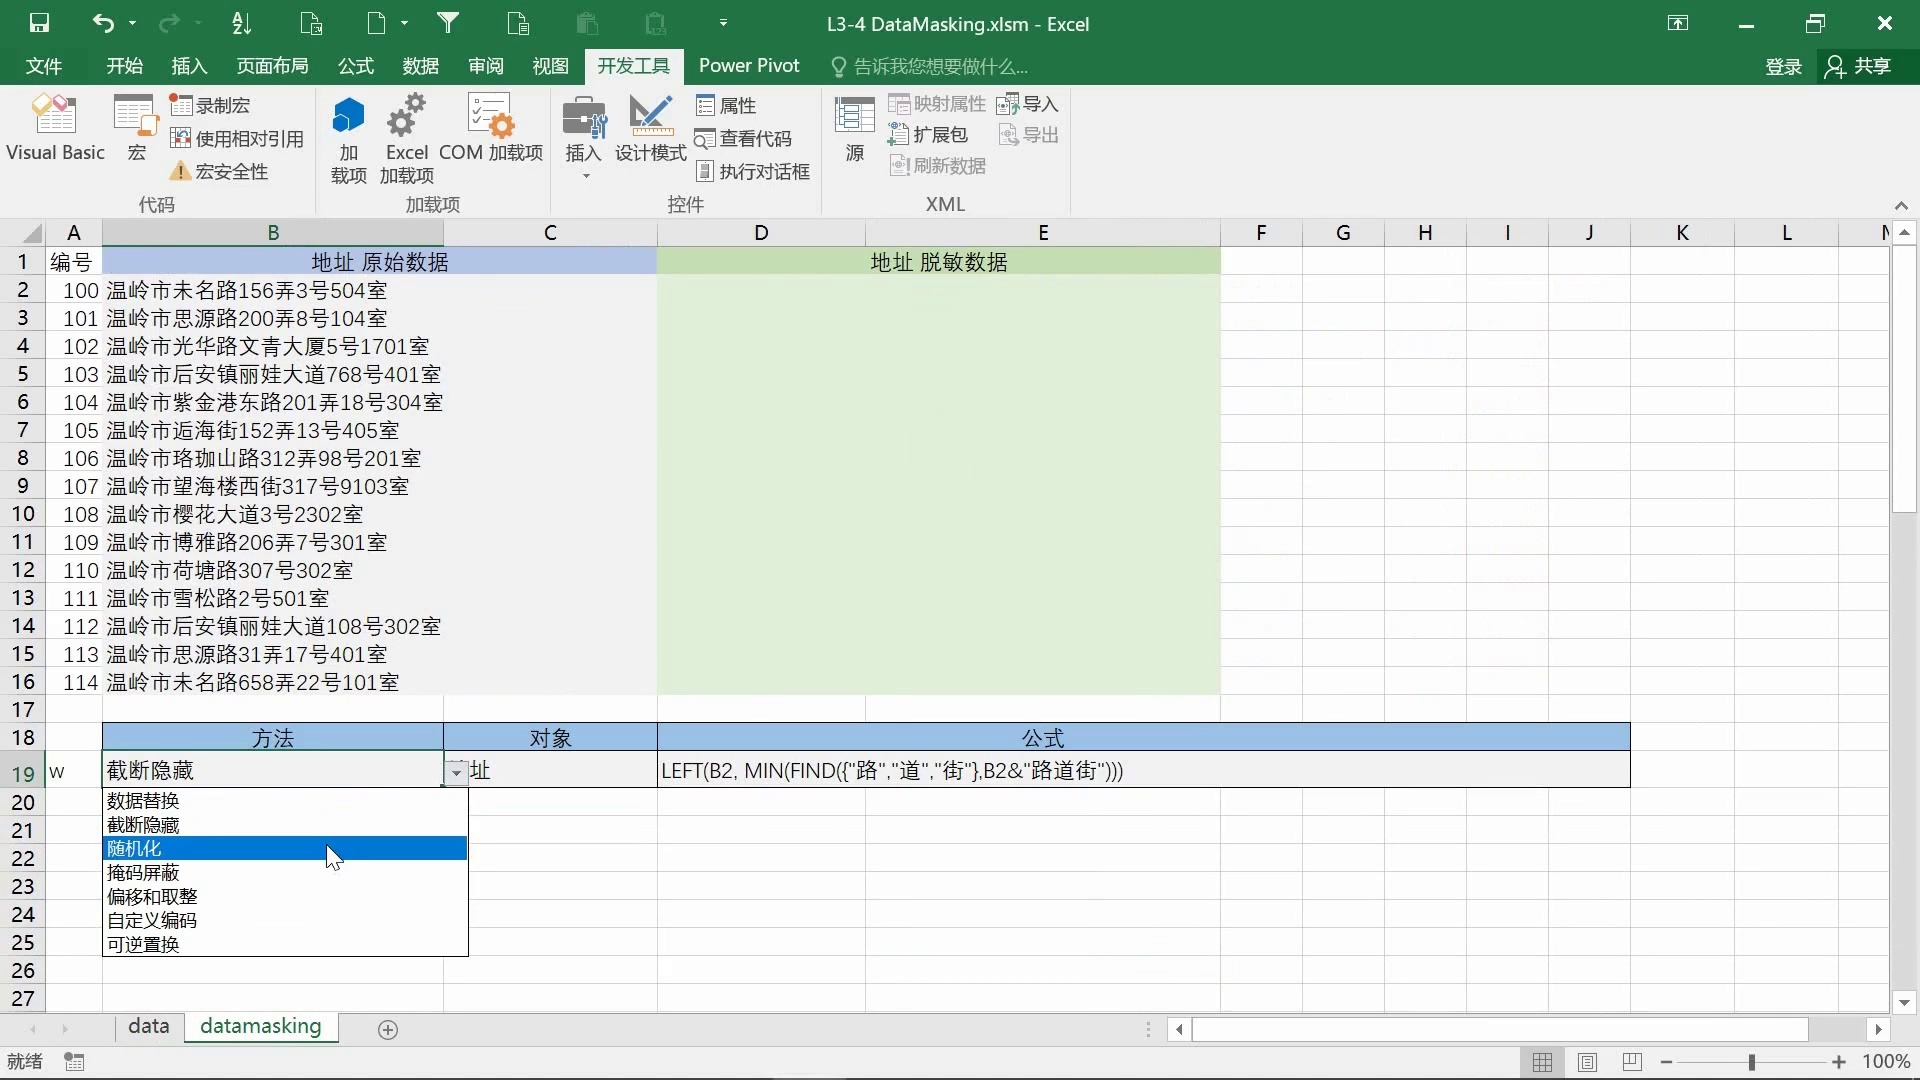 L3-4 DataMasking.xlsm - Excel
文件 开始 插入 页面布局 公式 数据 审阅 视图 开发工具 Power Pivot 告诉我您想要做什么... 登录 共享
Visual Basic 宏 录制宏 使用相对引用 宏安全性
加载项 Excel 加载项 COM 加载项
插入 设计模式 属性 查看代码 执行对话框
源 映射属性 扩展包 刷新数据 导入 导出
代码 加载项 控件 XML
A B C D E F G H I J K L
1 编号 地址 原始数据 地址 脱敏数据
2 100 温岭市未名路156弄3号504室
3 101 温岭市思源路200弄8号104室
4 102 温岭市光华路文青大厦5号1701室
5 103 温岭市后安镇丽娃大道768号401室
6 104 温岭市紫金港东路201弄18号304室
7 105 温岭市逅海街152弄13号405室
8 106 温岭市珞珈山路312弄98号201室
9 107 温岭市望海楼西街317号9103室
10 108 温岭市樱花大道3号2302室
11 109 温岭市博雅路206弄7号301室
12 110 温岭市荷塘路307号302室
13 111 温岭市雪松路2号501室
14 112 温岭市后安镇丽娃大道108号302室
15 113 温岭市思源路31弄17号401室
16 114 温岭市未名路658弄22号101室
17
18 方法 对象 公式
19 w 截断隐藏 址 LEFT(B2, MIN(FIND({"路","道","街"},B2&"路道街")))
20 数据替换
截断隐藏
21 随机化
22 掩码屏蔽
23 偏移和取整
24 自定义编码
25 可逆置换
26
27
data datamasking
就绪 100%